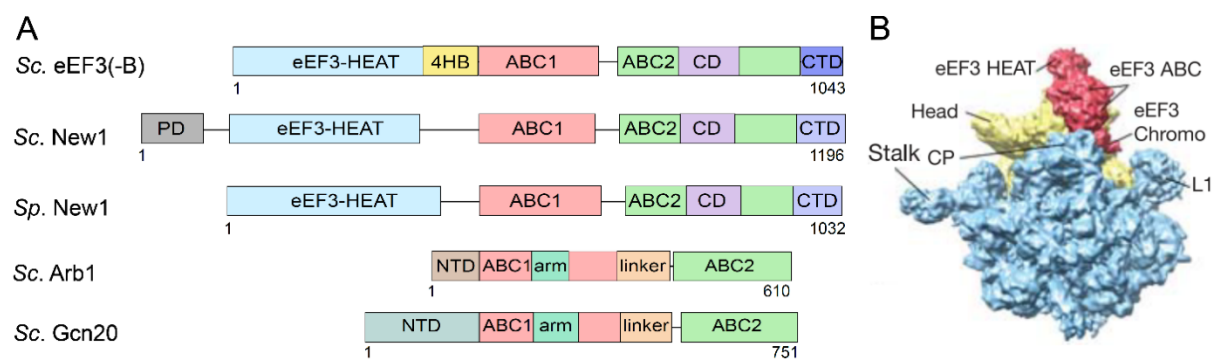 A
Sc. eEF3(-B) eEF3-HEAT 4HB ABC1 ABC2 CD CTD
1 1043
Sc. New1 PD eEF3-HEAT ABC1 ABC2 CD CTD
1 1196
Sp. New1 eEF3-HEAT ABC1 ABC2 CD CTD
1 1032
Sc. Arb1 NTD ABC1 arm linker ABC2
1 610
Sc. Gcn20 NTD ABC1 arm linker ABC2
1 751
B
eEF3 HEAT
eEF3 ABC
Head
eEF3
Chromo
Stalk
CP
L1